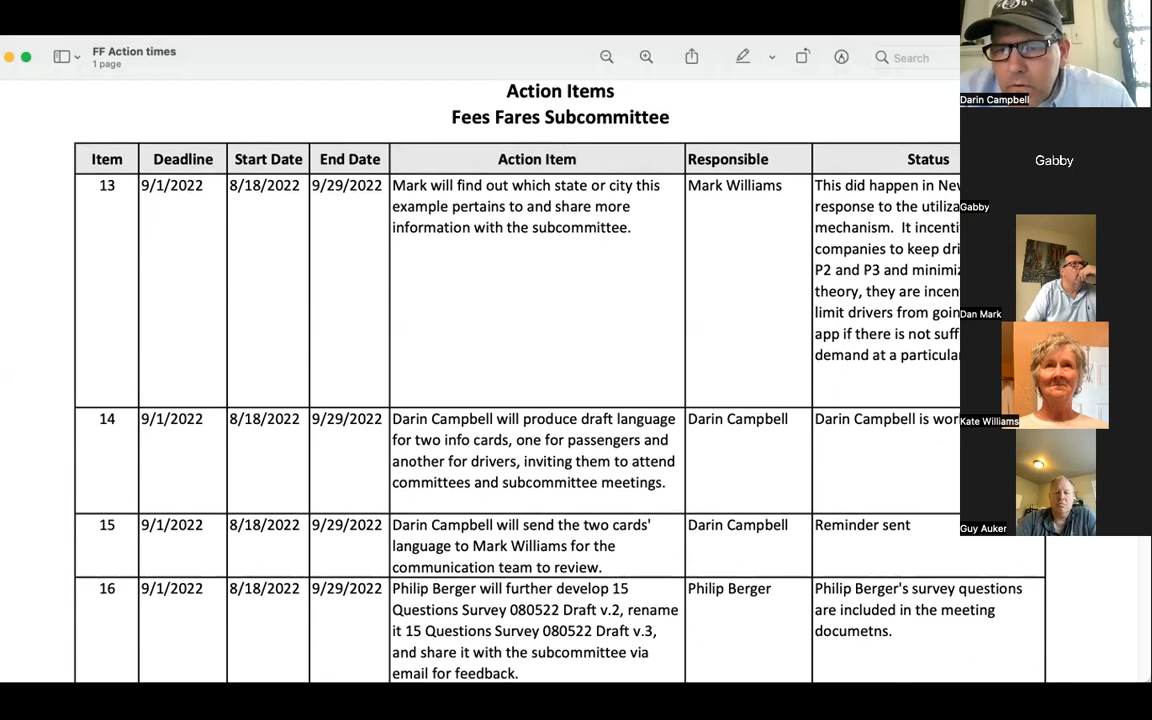 FF Action times
1 page
Search
Action Items
Fees Fares Subcommittee
Item Deadline Start Date End Date Action Item Responsible Status
13 9/1/2022 8/18/2022 9/29/2022 Mark will find out which state or city this Mark Williams This did happen in
example pertains to and share more response to the
information with the subcommittee. mechanism. It
companies to keep
P2 and P3 and
theory, they are
limit drivers from
app if there is not
demand at a
14 9/1/2022 8/18/2022 9/29/2022 Darin Campbell will produce draft language Darin Campbell Darin Campbell is
for two info cards, one for passengers and
another for drivers, inviting them to attend
committees and subcommittee meetings.
15 9/1/2022 8/18/2022 9/29/2022 Darin Campbell will send the two cards' Darin Campbell Reminder sent
language to Mark Williams for the
communication team to review.
16 9/1/2022 8/18/2022 9/29/2022 Philip Berger will further develop 15 Philip Berger Philip Berger's survey questions
Questions Survey 080522 Draft v.2, rename are included in the meeting
it 15 Questions Survey 080522 Draft v.3, documetns.
and share it with the subcommittee via
email for feedback.
Darin Campbell
Gabby
Gabby
Dan Mark
Kate Williams
Guy Auker